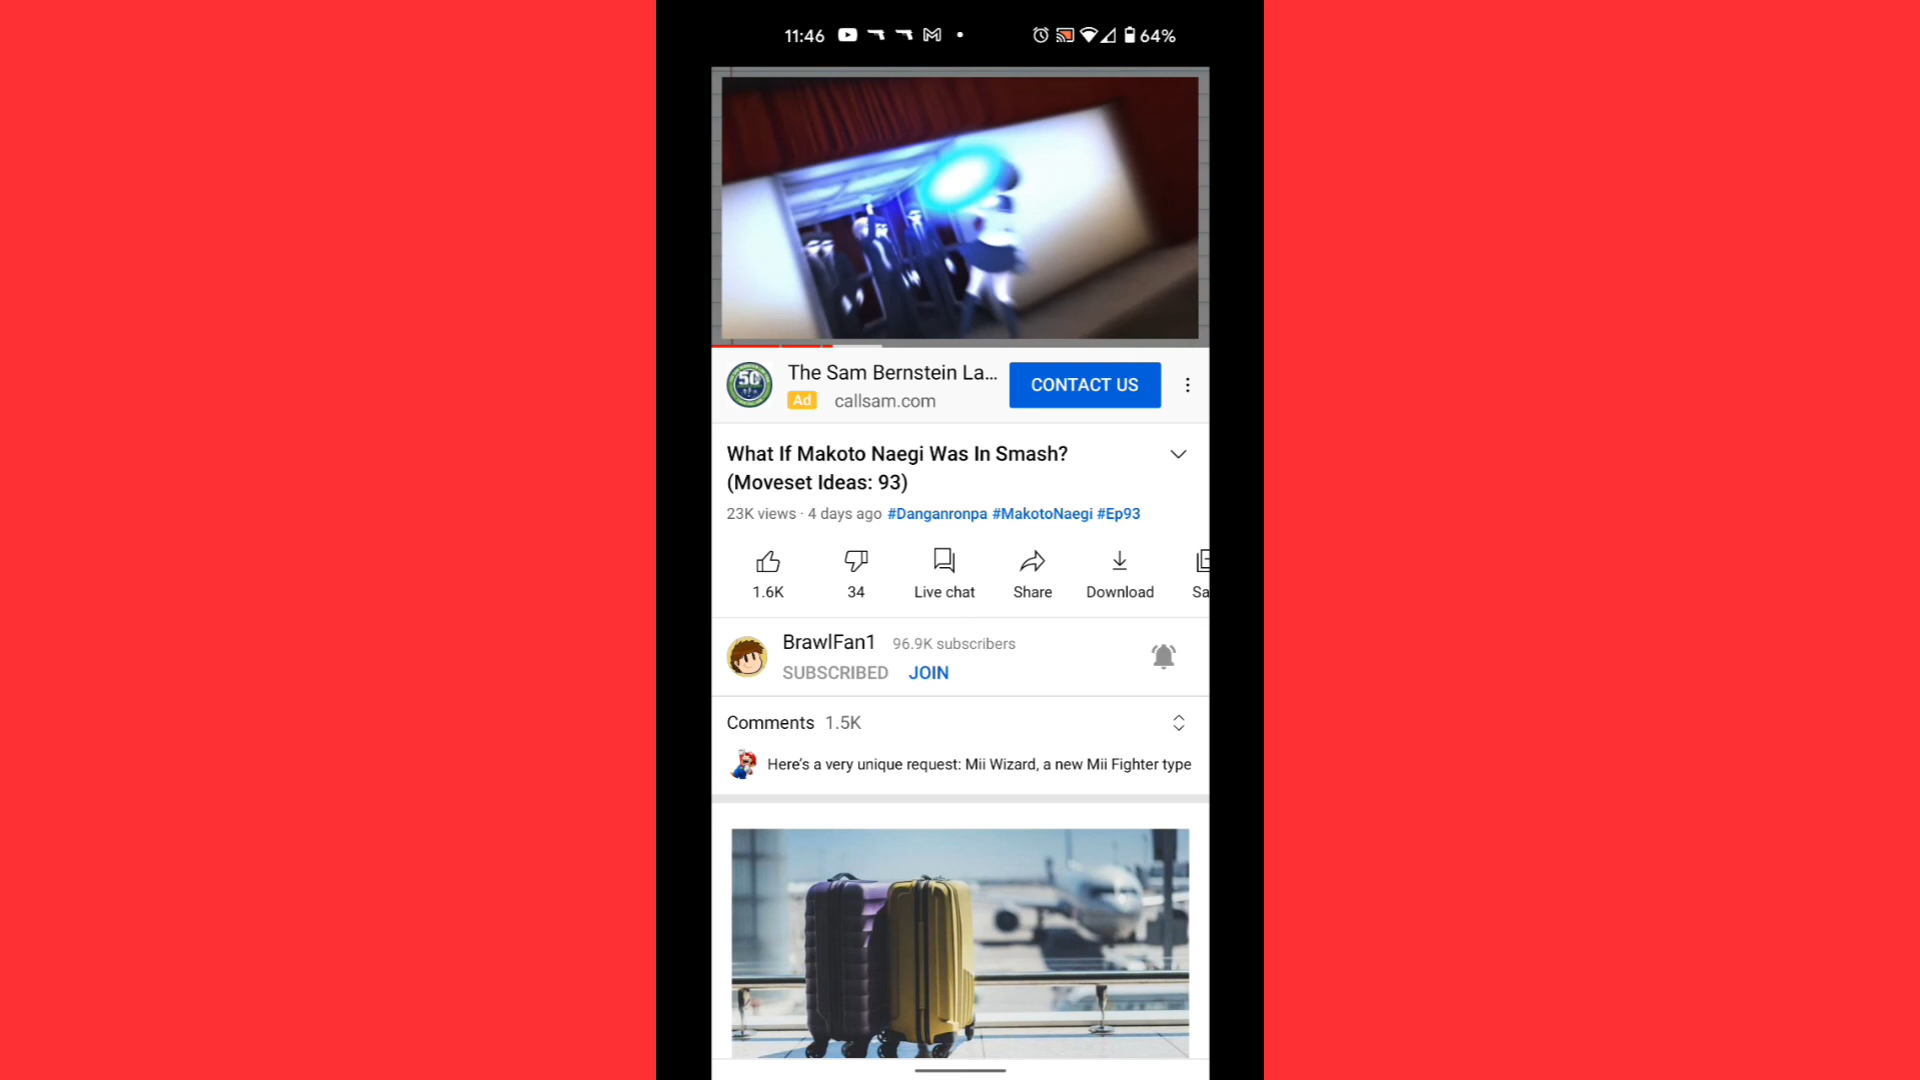 11:46
64%
The Sam Bernstein La...
50
CONTACT US
Ad callsam.com
What If Makoto Naegi Was In Smash?
(Moveset Ideas: 93)
23K views · 4 days ago #Danganronpa #MakotoNaegi #Ep93
1.6K 34 Live chat Share Download Sa
BrawlFan1 96.9K subscribers
SUBSCRIBED JOIN
Comments 1.5K
Here's a very unique request: Mii Wizard, a new Mii Fighter type